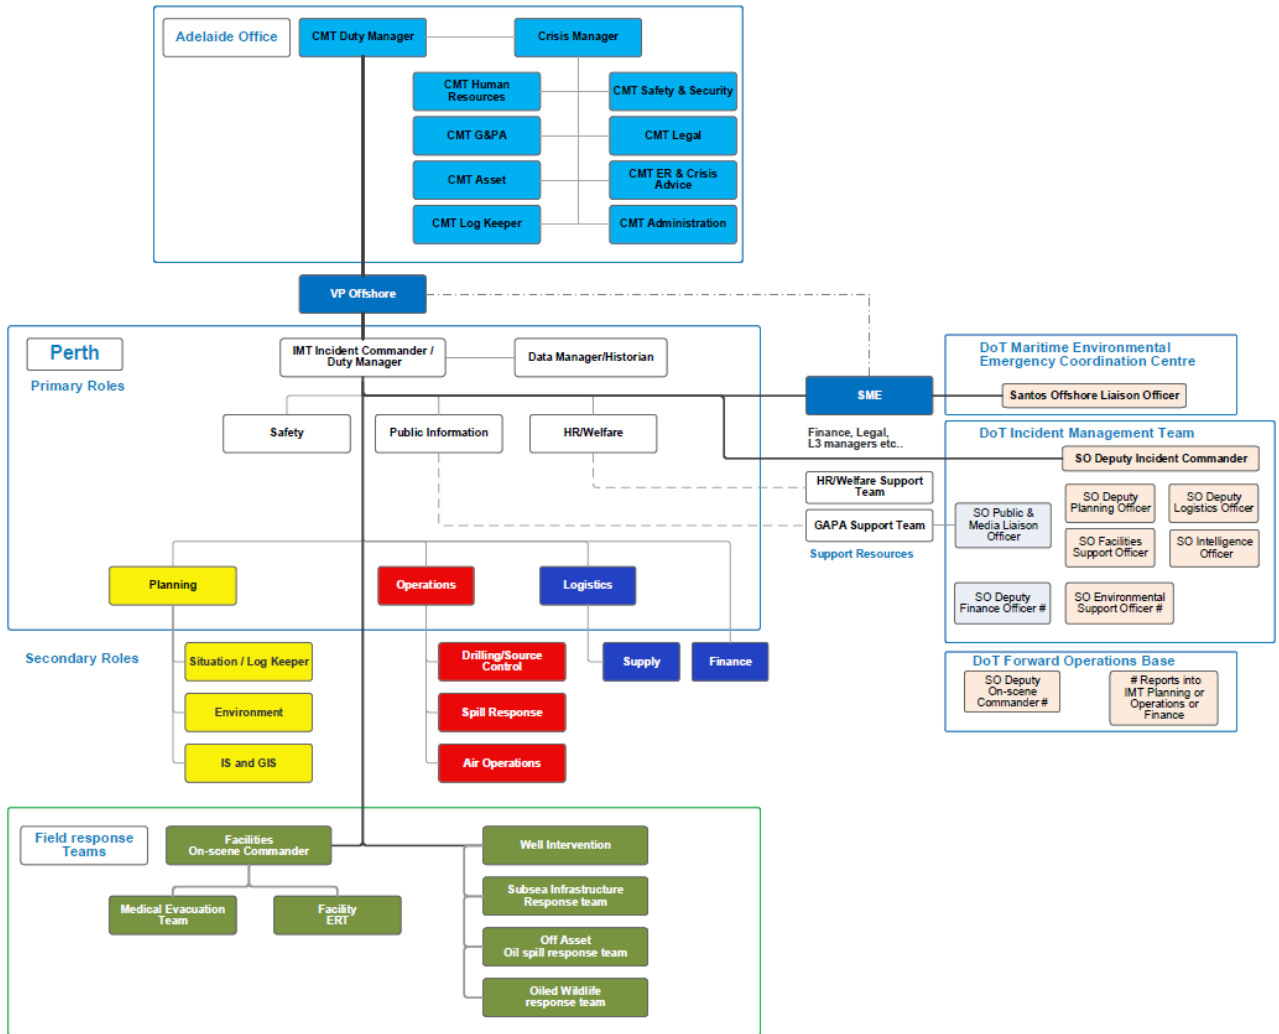 Adelaide Office
CMT Duty Manager
Crisis Manager
CMT Human
Resources
CMT Safety & Security
CMT G&PA
CMT Legal
CMT Asset
CMT ER & Crisis
Advice
CMT Log Keeper
CMT Administration
VP Offshore
Perth
Primary Roles
IMT Incident Commander /
Duty Manager
Data Manager/Historian
Safety
Public Information
HR/Welfare
SME
Finance, Legal,
L3 managers etc..
HR/Welfare Support
Team
GAPA Support Team
Support Resources
DoT Maritime Environmental
Emergency Coordination Centre
Santos Offshore Liaison Officer
DoT Incident Management Team
SO Deputy Incident Commander
SO Public &
Media Liaison
Officer
SO Deputy
Planning Officer
SO Deputy
Logistics Officer
SO Facilities
Support Officer
SO Intelligence
Officer
SO Deputy
Finance Officer #
SO Environmental
Support Officer #
DoT Forward Operations Base
SO Deputy
On-scene
Commander #
# Reports into
IMT Planning or
Operations or
Finance
Planning
Operations
Logistics
Secondary Roles
Situation / Log Keeper
Environment
IS and GIS
Drilling/Source
Control
Spill Response
Air Operations
Supply
Finance
Field response
Teams
Facilities
On-scene Commander
Medical Evacuation
Team
Facility
ERT
Well Intervention
Subsea Infrastructure
Response team
Off Asset
Oil spill response team
Oiled Wildlife
response team